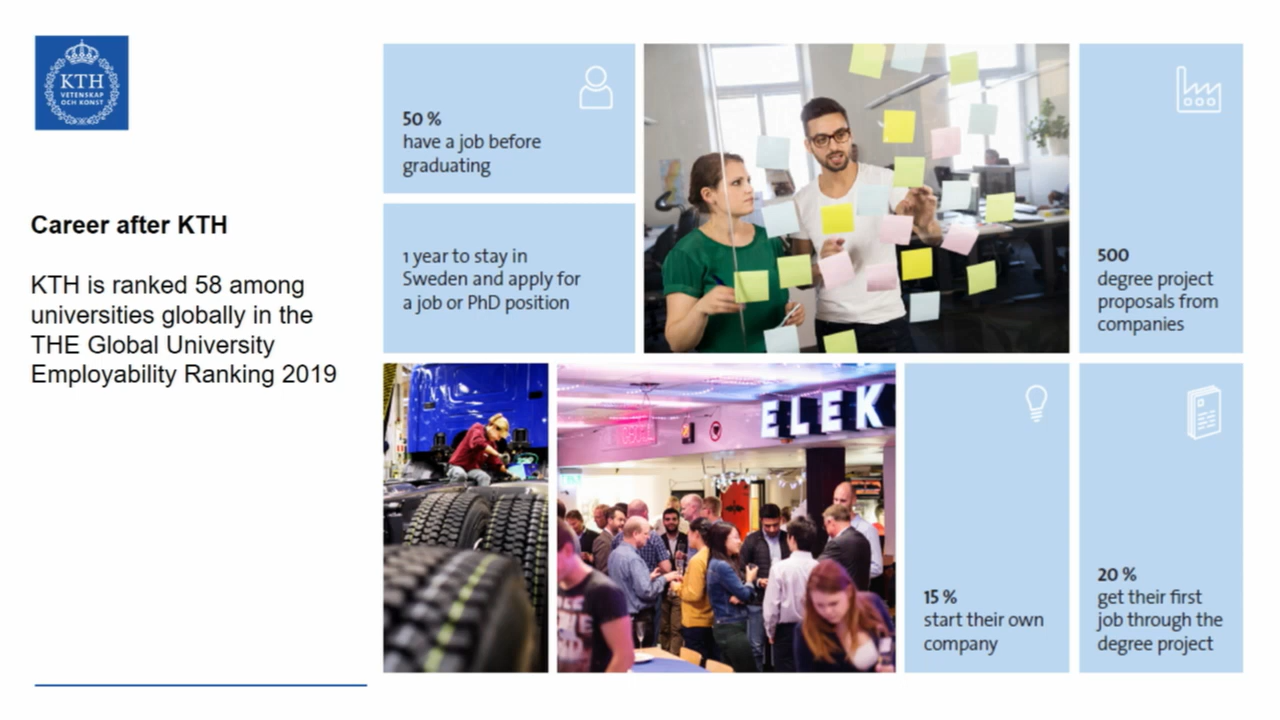 KTH
VETENSKAP
OCH KONST
Career after KTH
KTH is ranked 58 among
universities globally in the
THE Global University
Employability Ranking 2019
50 %
have a job before
graduating
1 year to stay in
Sweden and apply for
a job or PhD position
500
degree project
proposals from
companies
ELEK
15 %
start their own
company
20 %
get their first
job through the
degree project